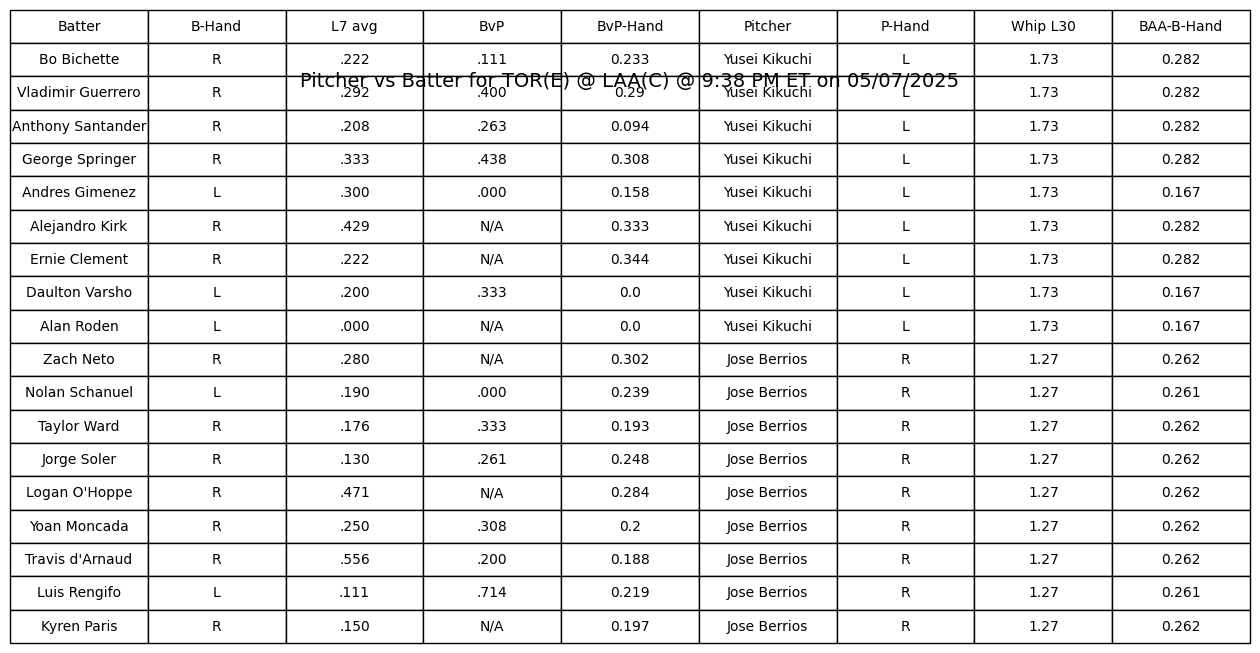 Batter B-Hand L7 avg BvP BvP-Hand Pitcher P-Hand Whip L30 BAA-B-Hand
Bo Bichette R .222 .111 0.233 Yusei Kikuchi L 1.73 0.282
Pitcher vs Batter for TOR(E) @ LAA(C) @ 9:38 PM ET on 05/07/2025
Vladimir Guerrero R .292 .400 0.29 Yusei Kikuchi L 1.73 0.282
Anthony Santander R .208 .263 0.094 Yusei Kikuchi L 1.73 0.282
George Springer R .333 .438 0.308 Yusei Kikuchi L 1.73 0.282
Andres Gimenez L .300 .000 0.158 Yusei Kikuchi L 1.73 0.167
Alejandro Kirk R .429 N/A 0.333 Yusei Kikuchi L 1.73 0.282
Ernie Clement R .222 N/A 0.344 Yusei Kikuchi L 1.73 0.282
Daulton Varsho L .200 .333 0.0 Yusei Kikuchi L 1.73 0.167
Alan Roden L .000 N/A 0.0 Yusei Kikuchi L 1.73 0.167
Zach Neto R .280 N/A 0.302 Jose Berrios R 1.27 0.262
Nolan Schanuel L .190 .000 0.239 Jose Berrios R 1.27 0.261
Taylor Ward R .176 .333 0.193 Jose Berrios R 1.27 0.262
Jorge Soler R .130 .261 0.248 Jose Berrios R 1.27 0.262
Logan O'Hoppe R .471 N/A 0.284 Jose Berrios R 1.27 0.262
Yoan Moncada R .250 .308 0.2 Jose Berrios R 1.27 0.262
Travis d'Arnaud R .556 .200 0.188 Jose Berrios R 1.27 0.262
Luis Rengifo L .111 .714 0.219 Jose Berrios R 1.27 0.261
Kyren Paris R .150 N/A 0.197 Jose Berrios R 1.27 0.262